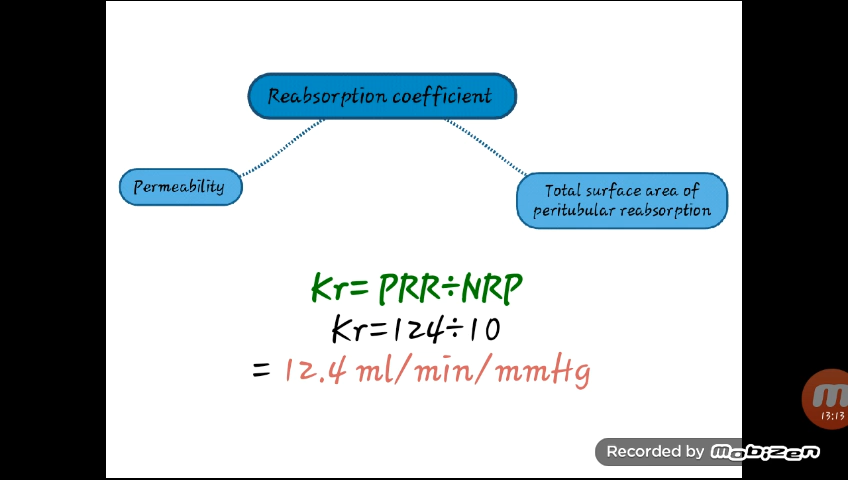 Reabsorption coefficient
Permeability
Total surface area of
peritubular reabsorption
Kr= PRR÷NRP
Kr=124÷10
= 12.4 ml/min/mmHg
13:13
Recorded by mobizen